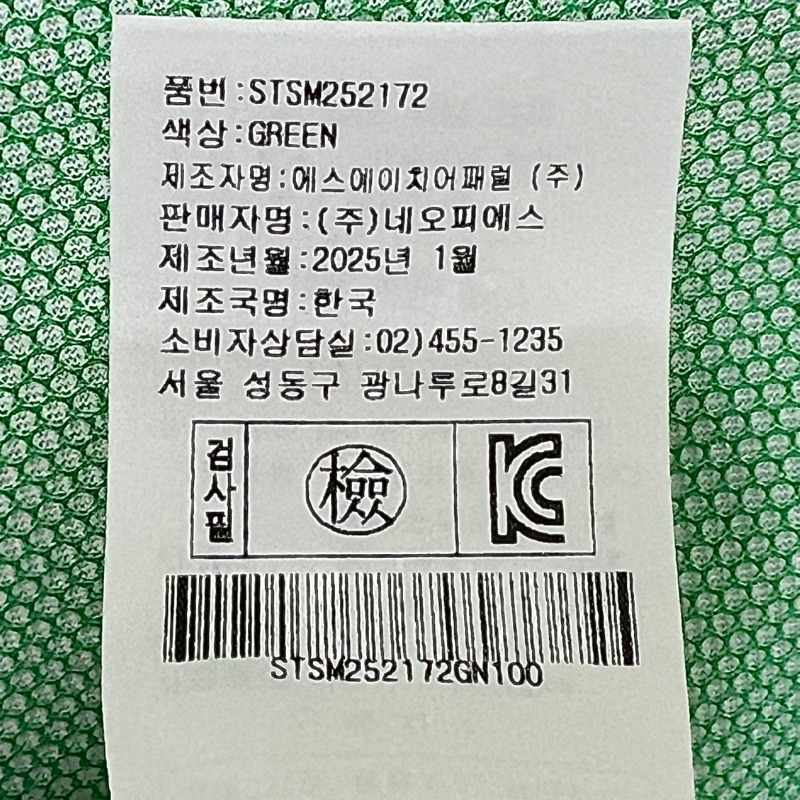 품번:STSM252172
색상:GREEN
제조자명:에스에이치어패럴 (주)
판매자명:(주)네오피에스
제조년월:2025년 1월
제조국명:한국
소비자상담실:02)455-1235
서울 성동구 광나루로8길31
검사필
檢
KC
STSM252172GN100